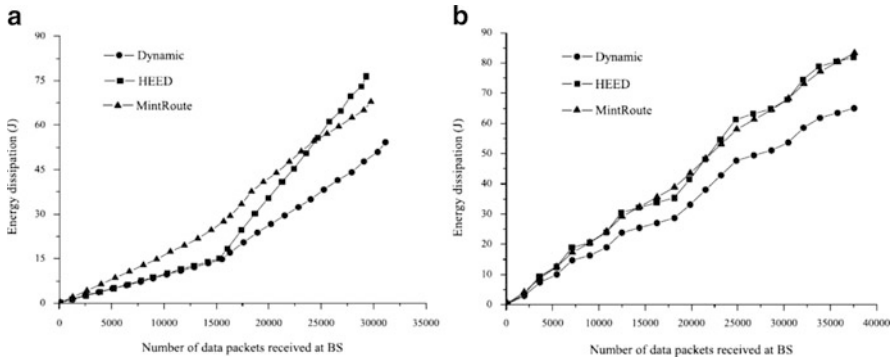 a
90
75
60
45
30
15
0
Energy dissipation (J)
Dynamic
HEED
MintRoute
0 5000 10000 15000 20000 25000 30000 35000
Number of data packets received at BS
b
90
80
70
60
50
40
30
20
10
0
Energy dissipation (J)
Dynamic
HEED
MintRoute
0 5000 10000 15000 20000 25000 30000 35000 40000
Number of data packets received at BS